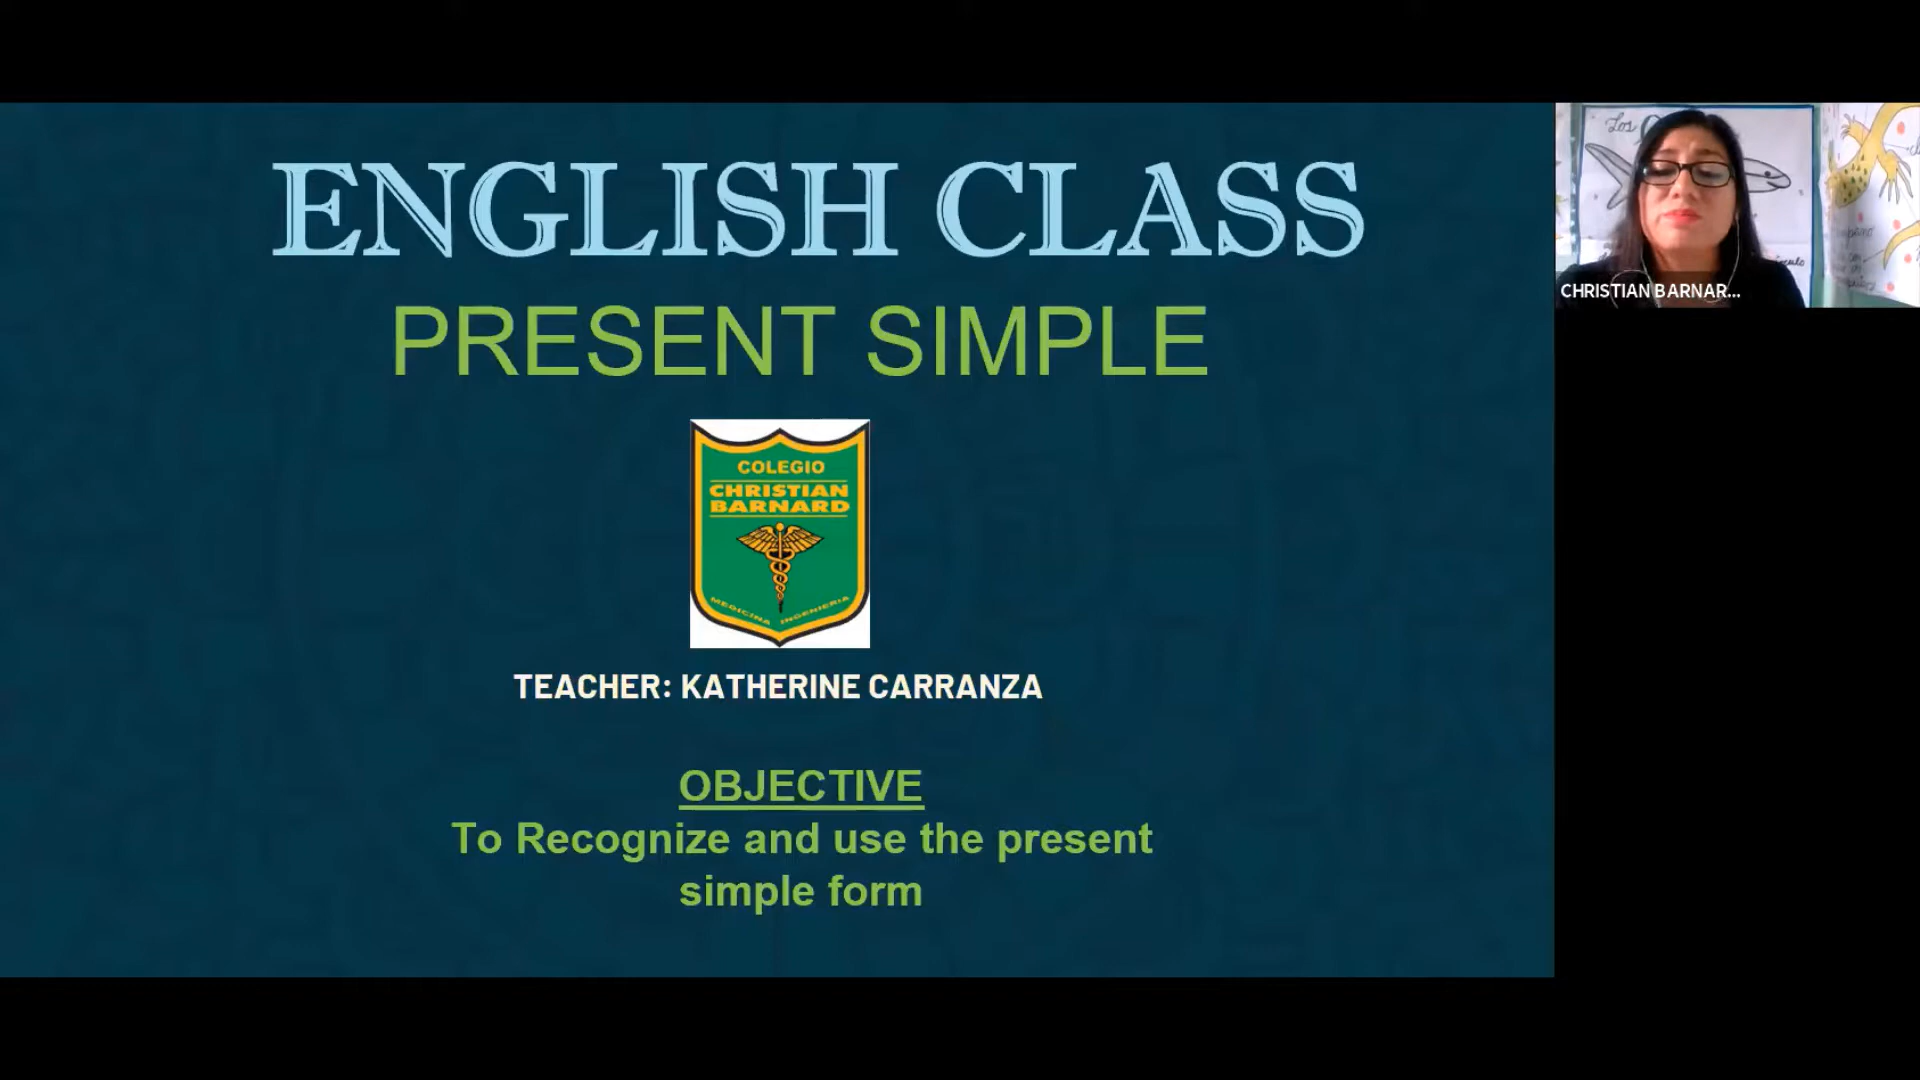 ENGLISH CLASS
PRESENT SIMPLE
COLEGIO
CHRISTIAN
BARNARD
MEDICINA INGENIERIA
TEACHER: KATHERINE CARRANZA
OBJECTIVE
To Recognize and use the present
simple form
Los
CHRISTIAN BARNAR...